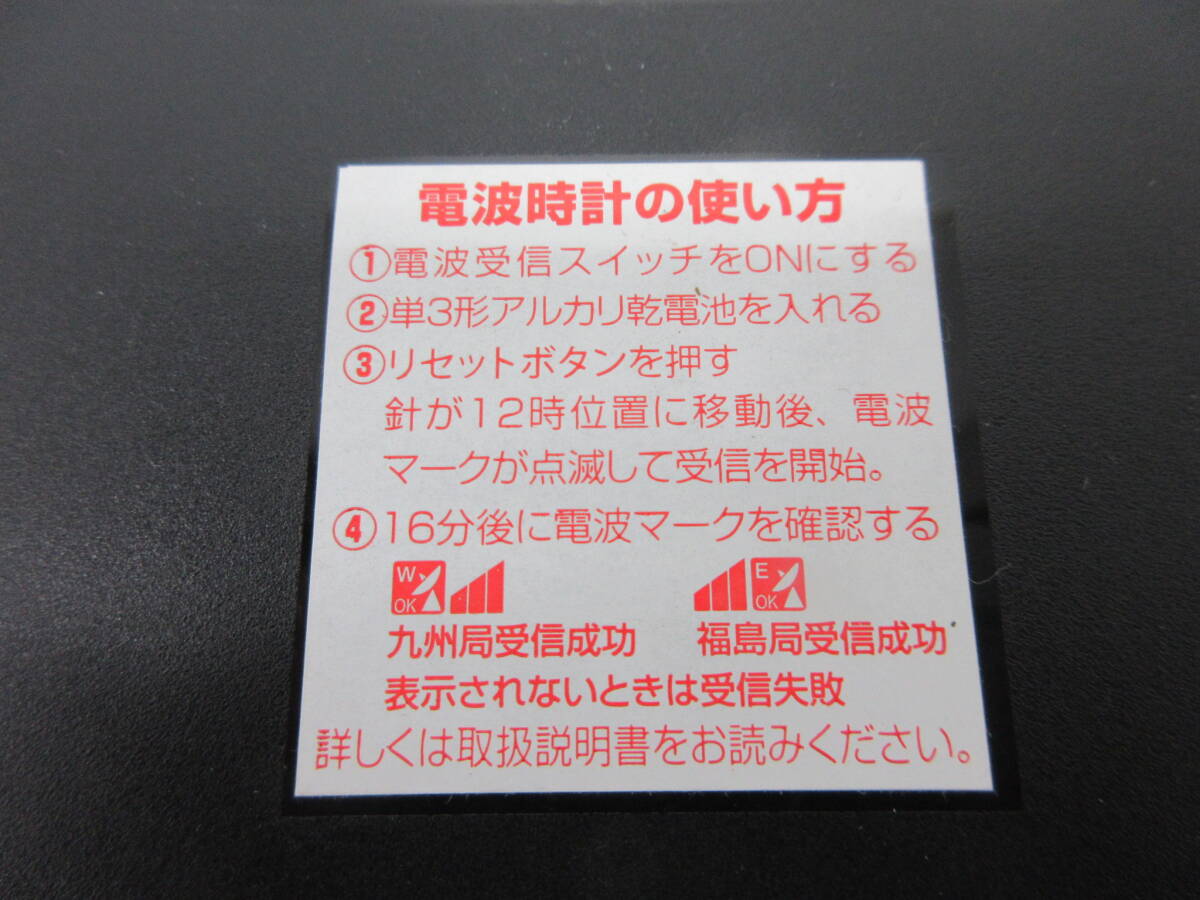 電波時計の使い方
①電波受信スイッチをONにする
②単3形アルカリ乾電池を入れる
③リセットボタンを押す
針が12時位置に移動後、電波
マークが点滅して受信を開始。
④16分後に電波マークを確認する
W OK E OK
九州局受信成功 福島局受信成功
表示されないときは受信失敗
詳しくは取扱説明書をお読みください。